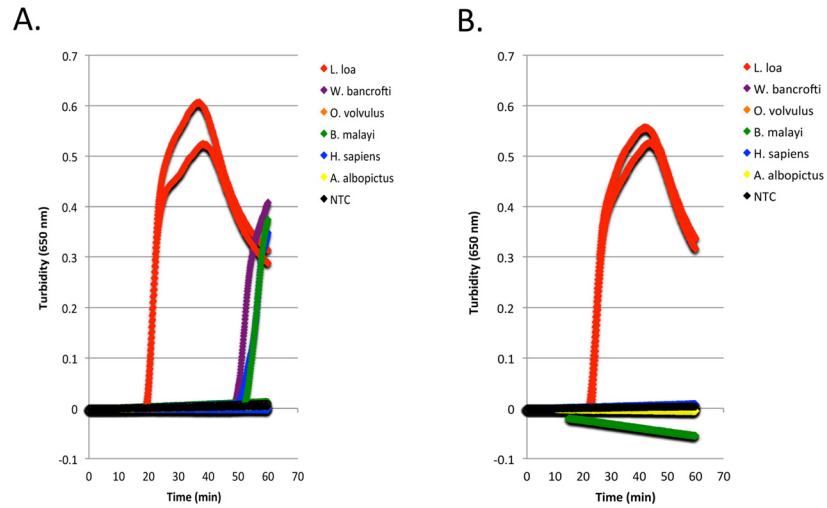 A.
0.7
0.6
0.5
0.4
0.3
0.2
0.1
0
-0.1
Turbidity (650 nm)
0 10 20 30 40 50 60 70
Time (min)
L. loa
W. bancrofti
O. volvulus
B. malayi
H. sapiens
A. albopictus
NTC
B.
0.7
0.6
0.5
0.4
0.3
0.2
0.1
0
-0.1
Turbidity (650 nm)
0 10 20 30 40 50 60 70
Time (min)
L. loa
W. bancrofti
O. volvulus
B. malayi
H. sapiens
A. albopictus
NTC